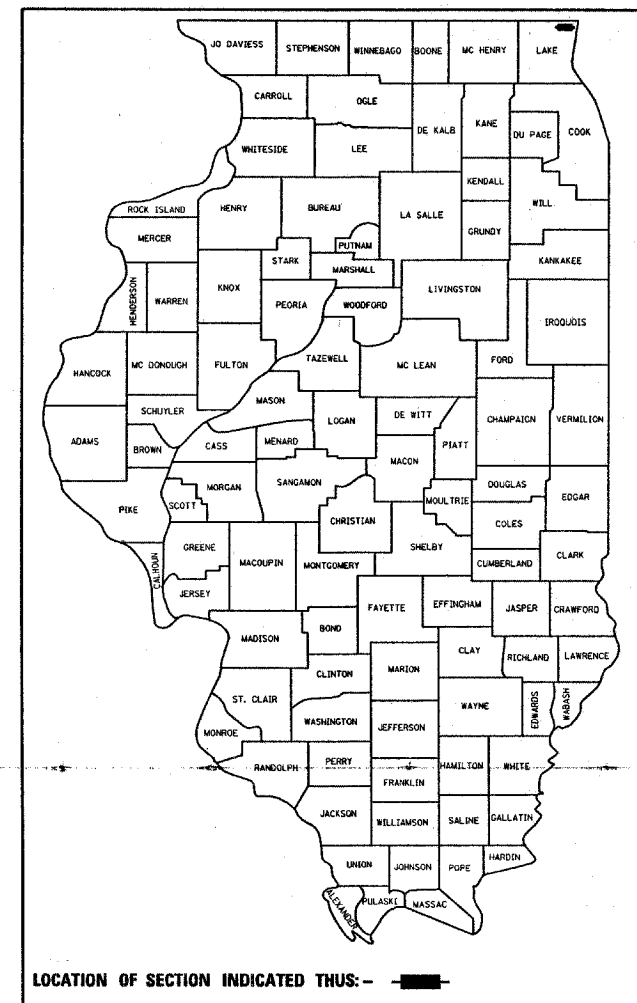 JO DAVIESS
STEPHENSON
WINNEBAGO
BOONE
MC HENRY
LAKE
CARROLL
OGLE
DE KALB
KANE
DU PAGE
COOK
WHITESIDE
LEE
KENDALL
WILL
ROCK ISLAND
HENRY
BUREAU
LA SALLE
GRUNDY
MERCER
PUTNAM
STARK
MARSHALL
KANKAKEE
HENDERSON
WARREN
KNOX
PEORIA
WOODFORD
LIVINGSTON
IROQUOIS
HANCOCK
MC DONOUGH
FULTON
TAZEWELL
MC LEAN
FORD
SCHUYLER
MASON
LOGAN
DE WITT
CHAMPAIGN
VERMILION
ADAMS
BROWN
CASS
MENARD
MACON
PIATT
MORGAN
SANGAMON
DOUGLAS
EDGAR
PIKE
SCOTT
CHRISTIAN
MOULTRIE
COLES
GREENE
MACOUPIN
MONTGOMERY
SHELBY
CUMBERLAND
CLARK
CALHOUN
JERSEY
FAYETTE
EFFINGHAM
JASPER
CRAWFORD
MADISON
BOND
CLAY
RICHLAND
LAWRENCE
CLINTON
MARION
ST. CLAIR
WAYNE
EDWARDS
WABASH
WASHINGTON
JEFFERSON
MONROE
RANDOLPH
PERRY
HAMILTON
WHITE
FRANKLIN
JACKSON
WILLIAMSON
SALINE
GALLATIN
UNION
JOHNSON
POPE
HARDIN
ALEXANDER
PULASKI
MASSAC
LOCATION OF SECTION INDICATED THUS: -